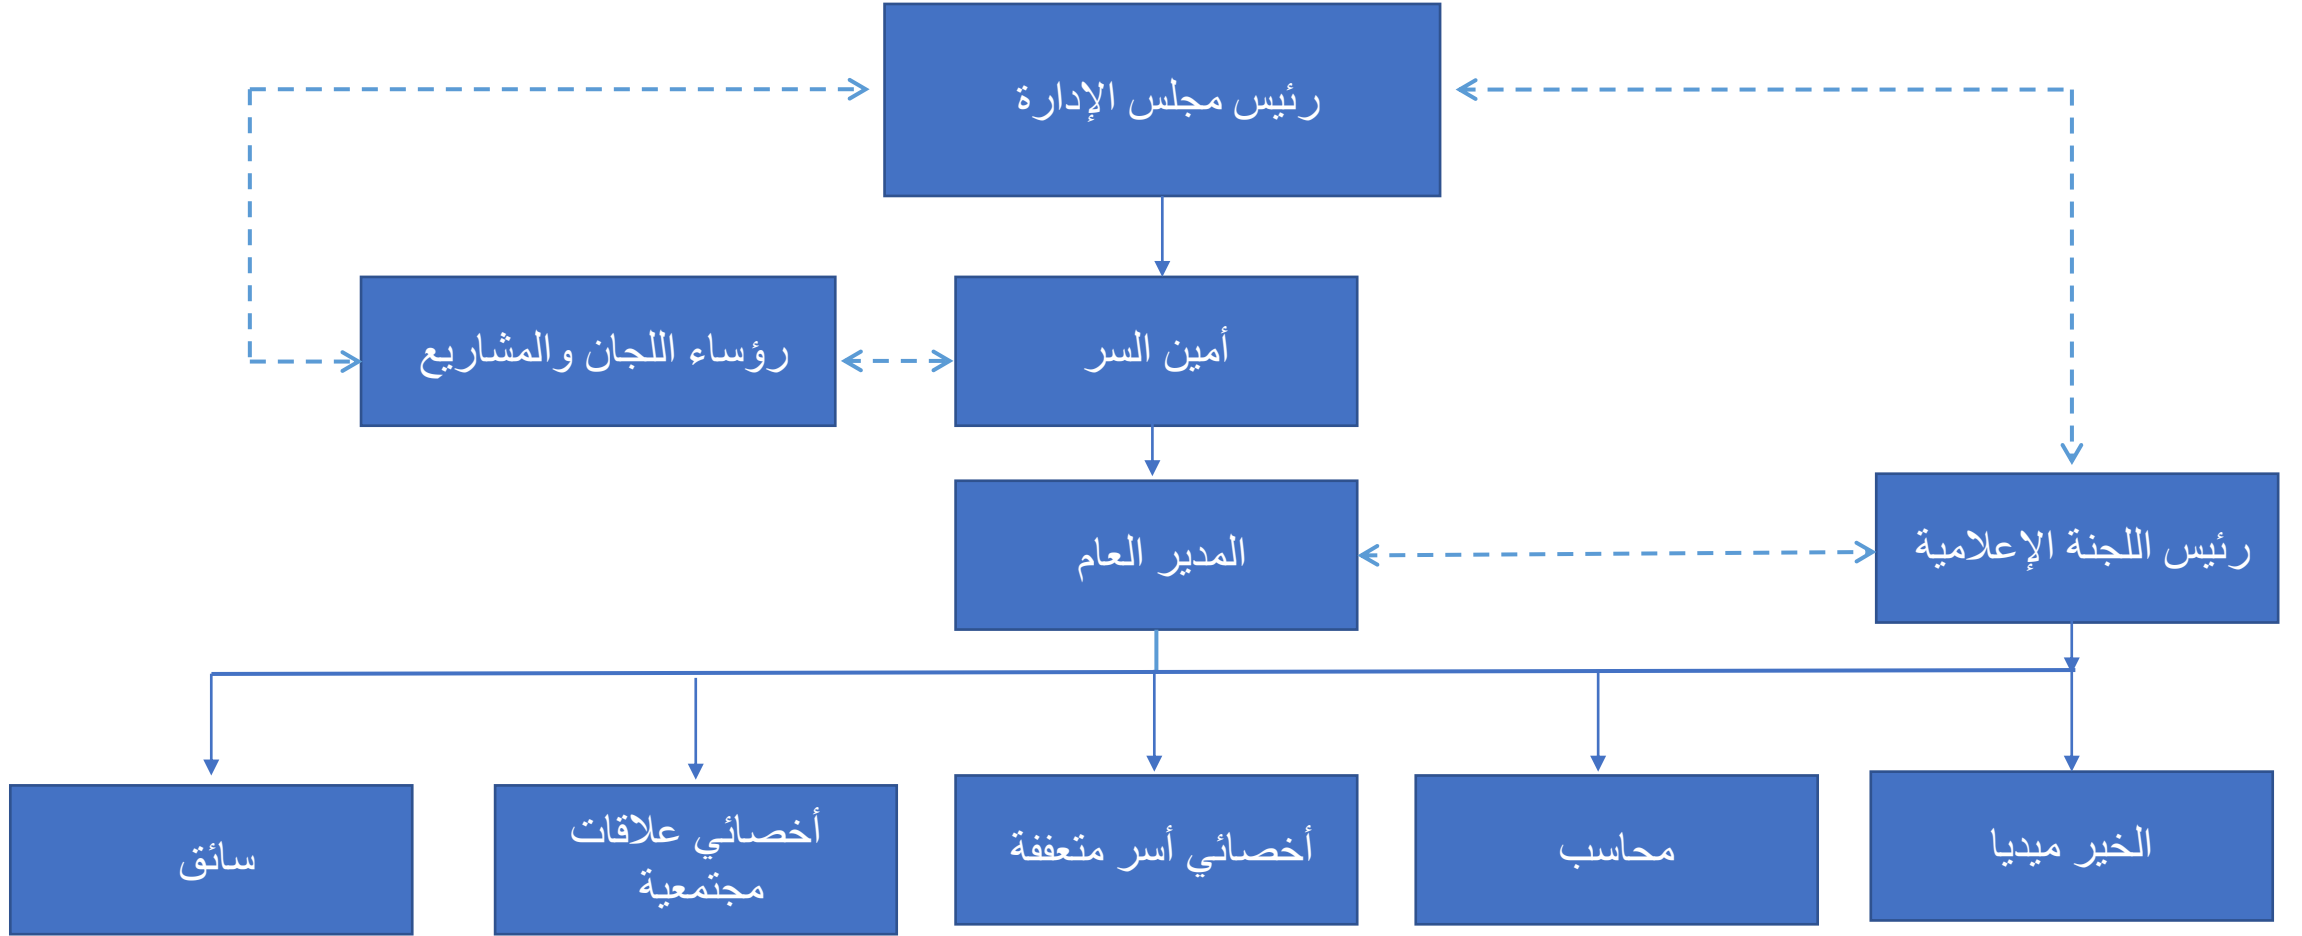 رئيس مجلس الإدارة
أمين السر
رؤساء اللجان والمشاريع
رئيس اللجنة الإعلامية
المدير العام
الخير ميديا
محاسب
أخصائي أسر متعففة
أخصائي علاقات
مجتمعية
سائق